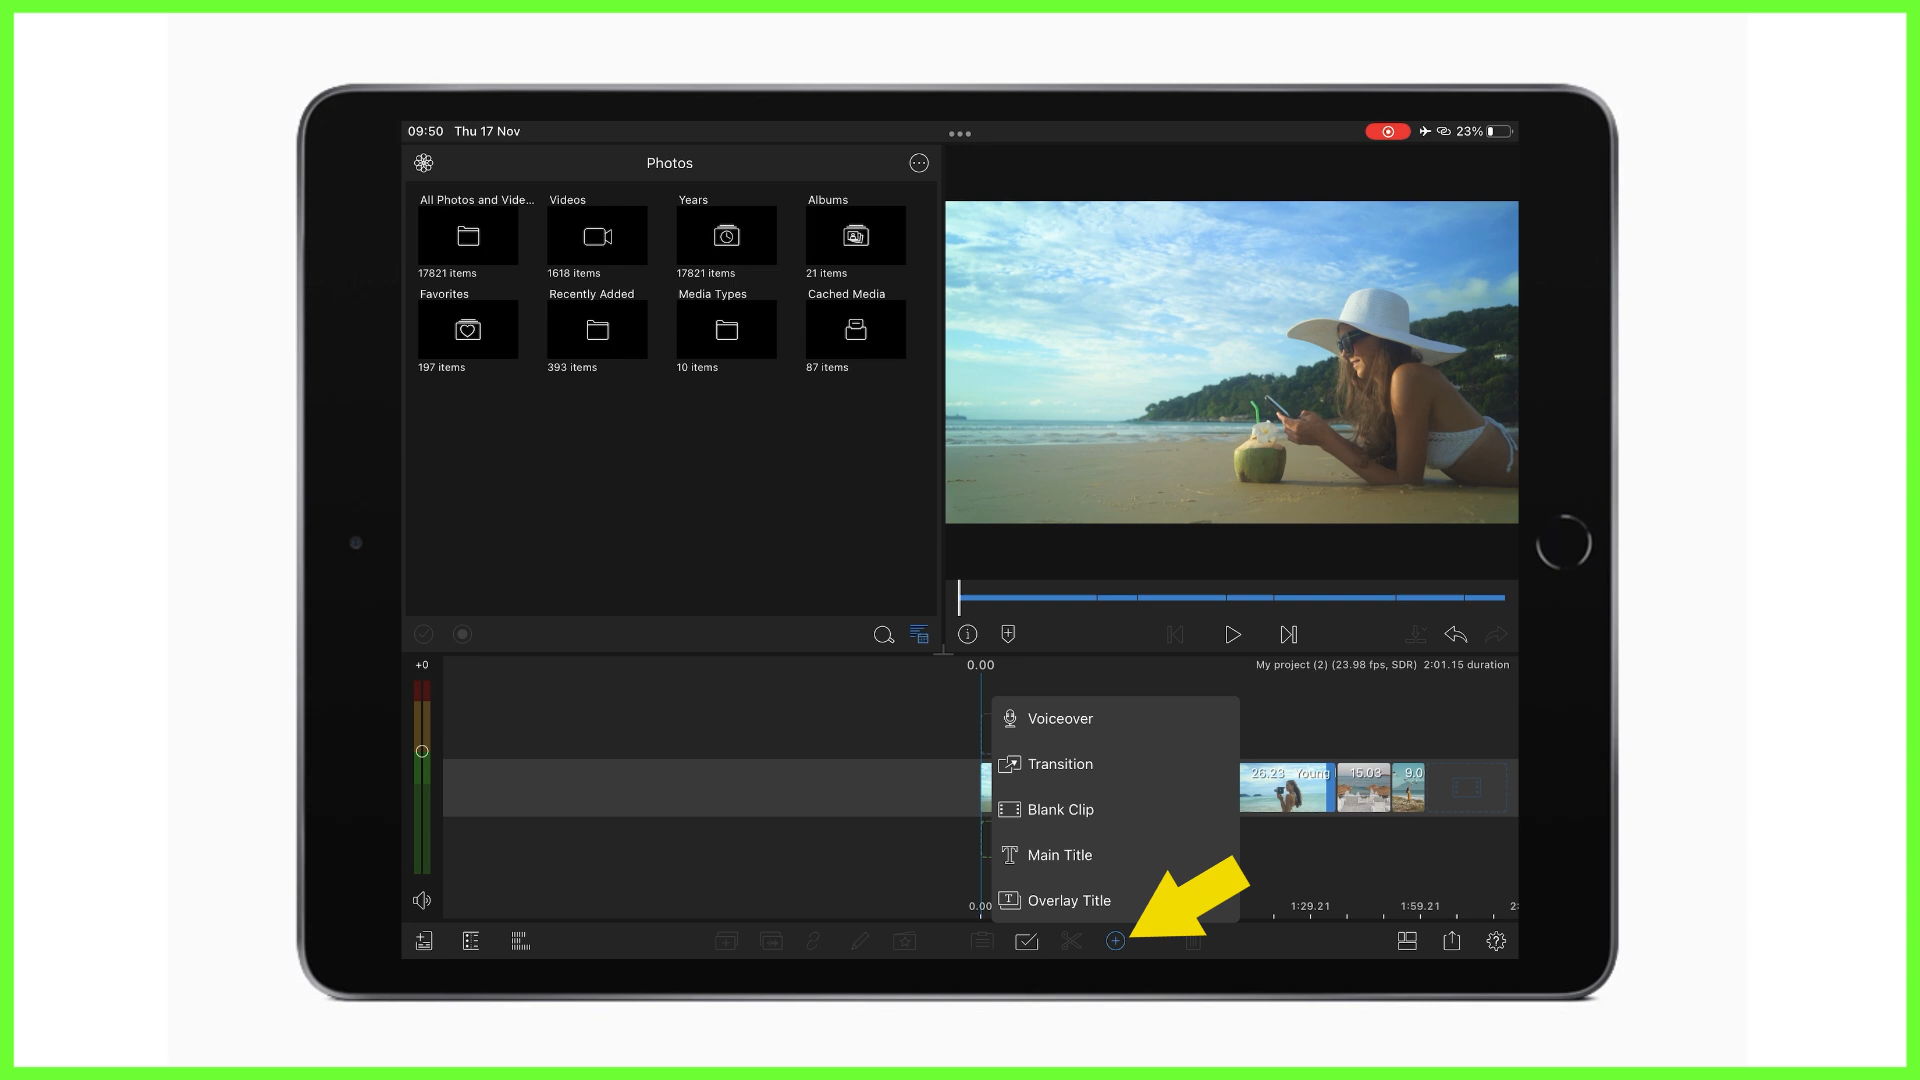 09:50 Thu 17 Nov
23%
Photos
All Photos and Vide...
Videos
Years
Albums
17821 items
1618 items
17821 items
21 items
Favorites
Recently Added
Media Types
Cached Media
197 items
393 items
10 items
87 items
+0
0.00
My project (2) (23.98 fps, SDR) 2:01.15 duration
Voiceover
Transition
26.23 Young
15.03
9.0
Blank Clip
Main Title
Overlay Title
0.00
1:29.21
1:59.21
2: